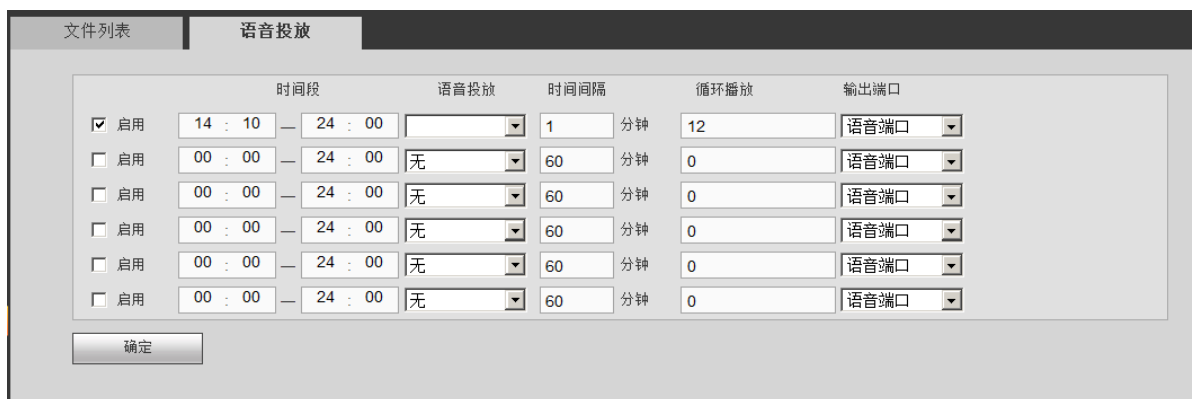 文件列表 语音投放
时间段 语音投放 时间间隔 循环播放 输出端口
启用 14 : 10 — 24 : 00 1 分钟 12 语音端口
启用 00 : 00 — 24 : 00 无 60 分钟 0 语音端口
启用 00 : 00 — 24 : 00 无 60 分钟 0 语音端口
启用 00 : 00 — 24 : 00 无 60 分钟 0 语音端口
启用 00 : 00 — 24 : 00 无 60 分钟 0 语音端口
启用 00 : 00 — 24 : 00 无 60 分钟 0 语音端口
确定